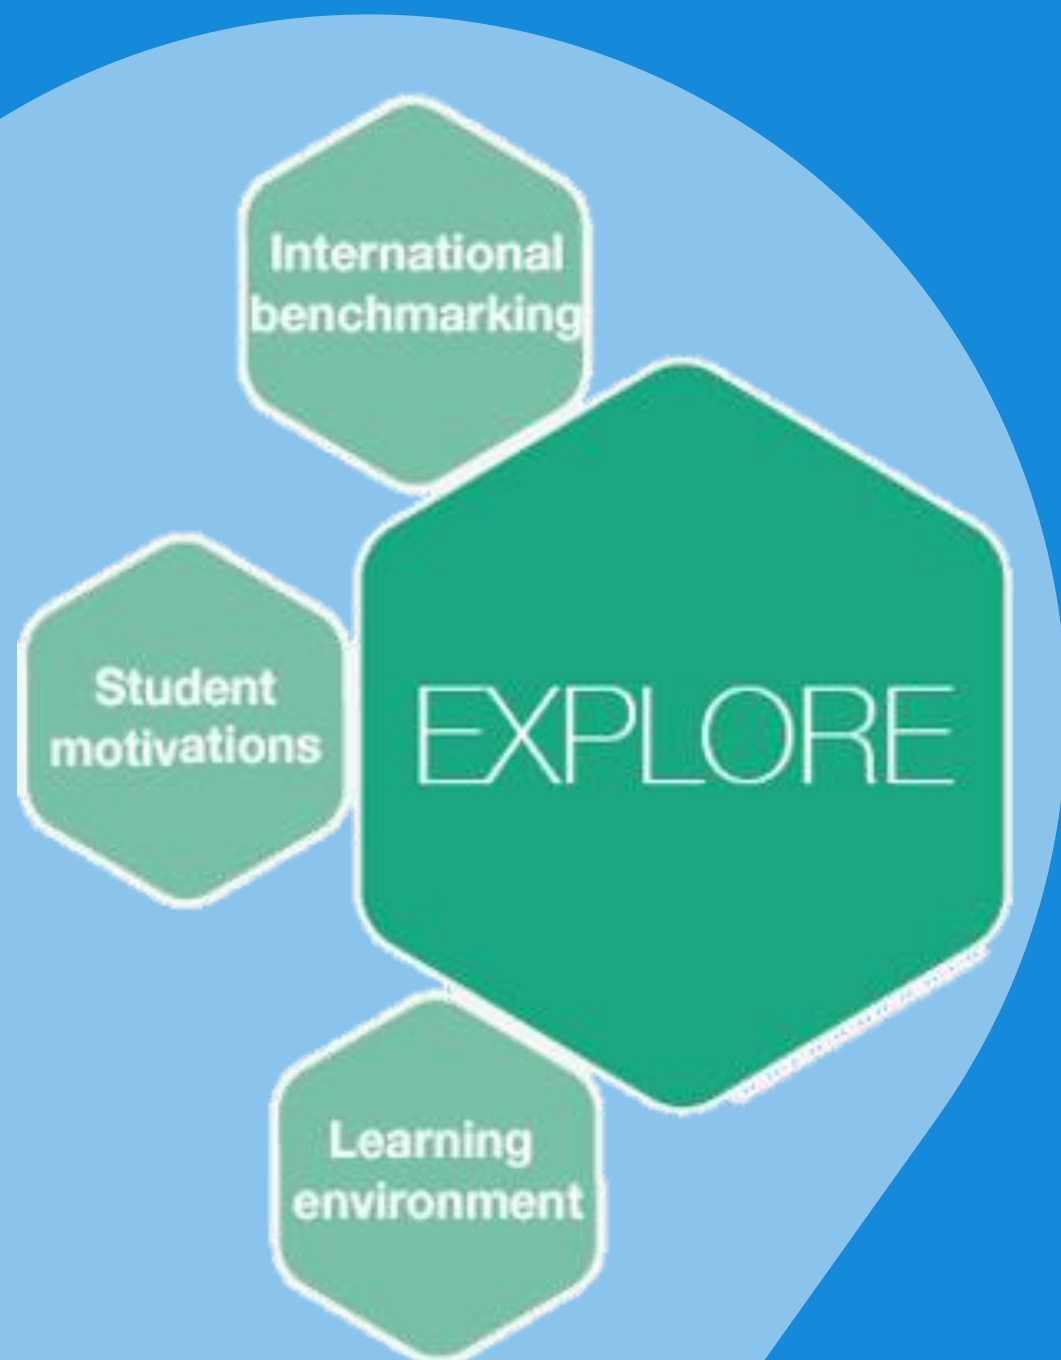 International
benchmarking
Student
motivations
EXPLORE
Learning
environment